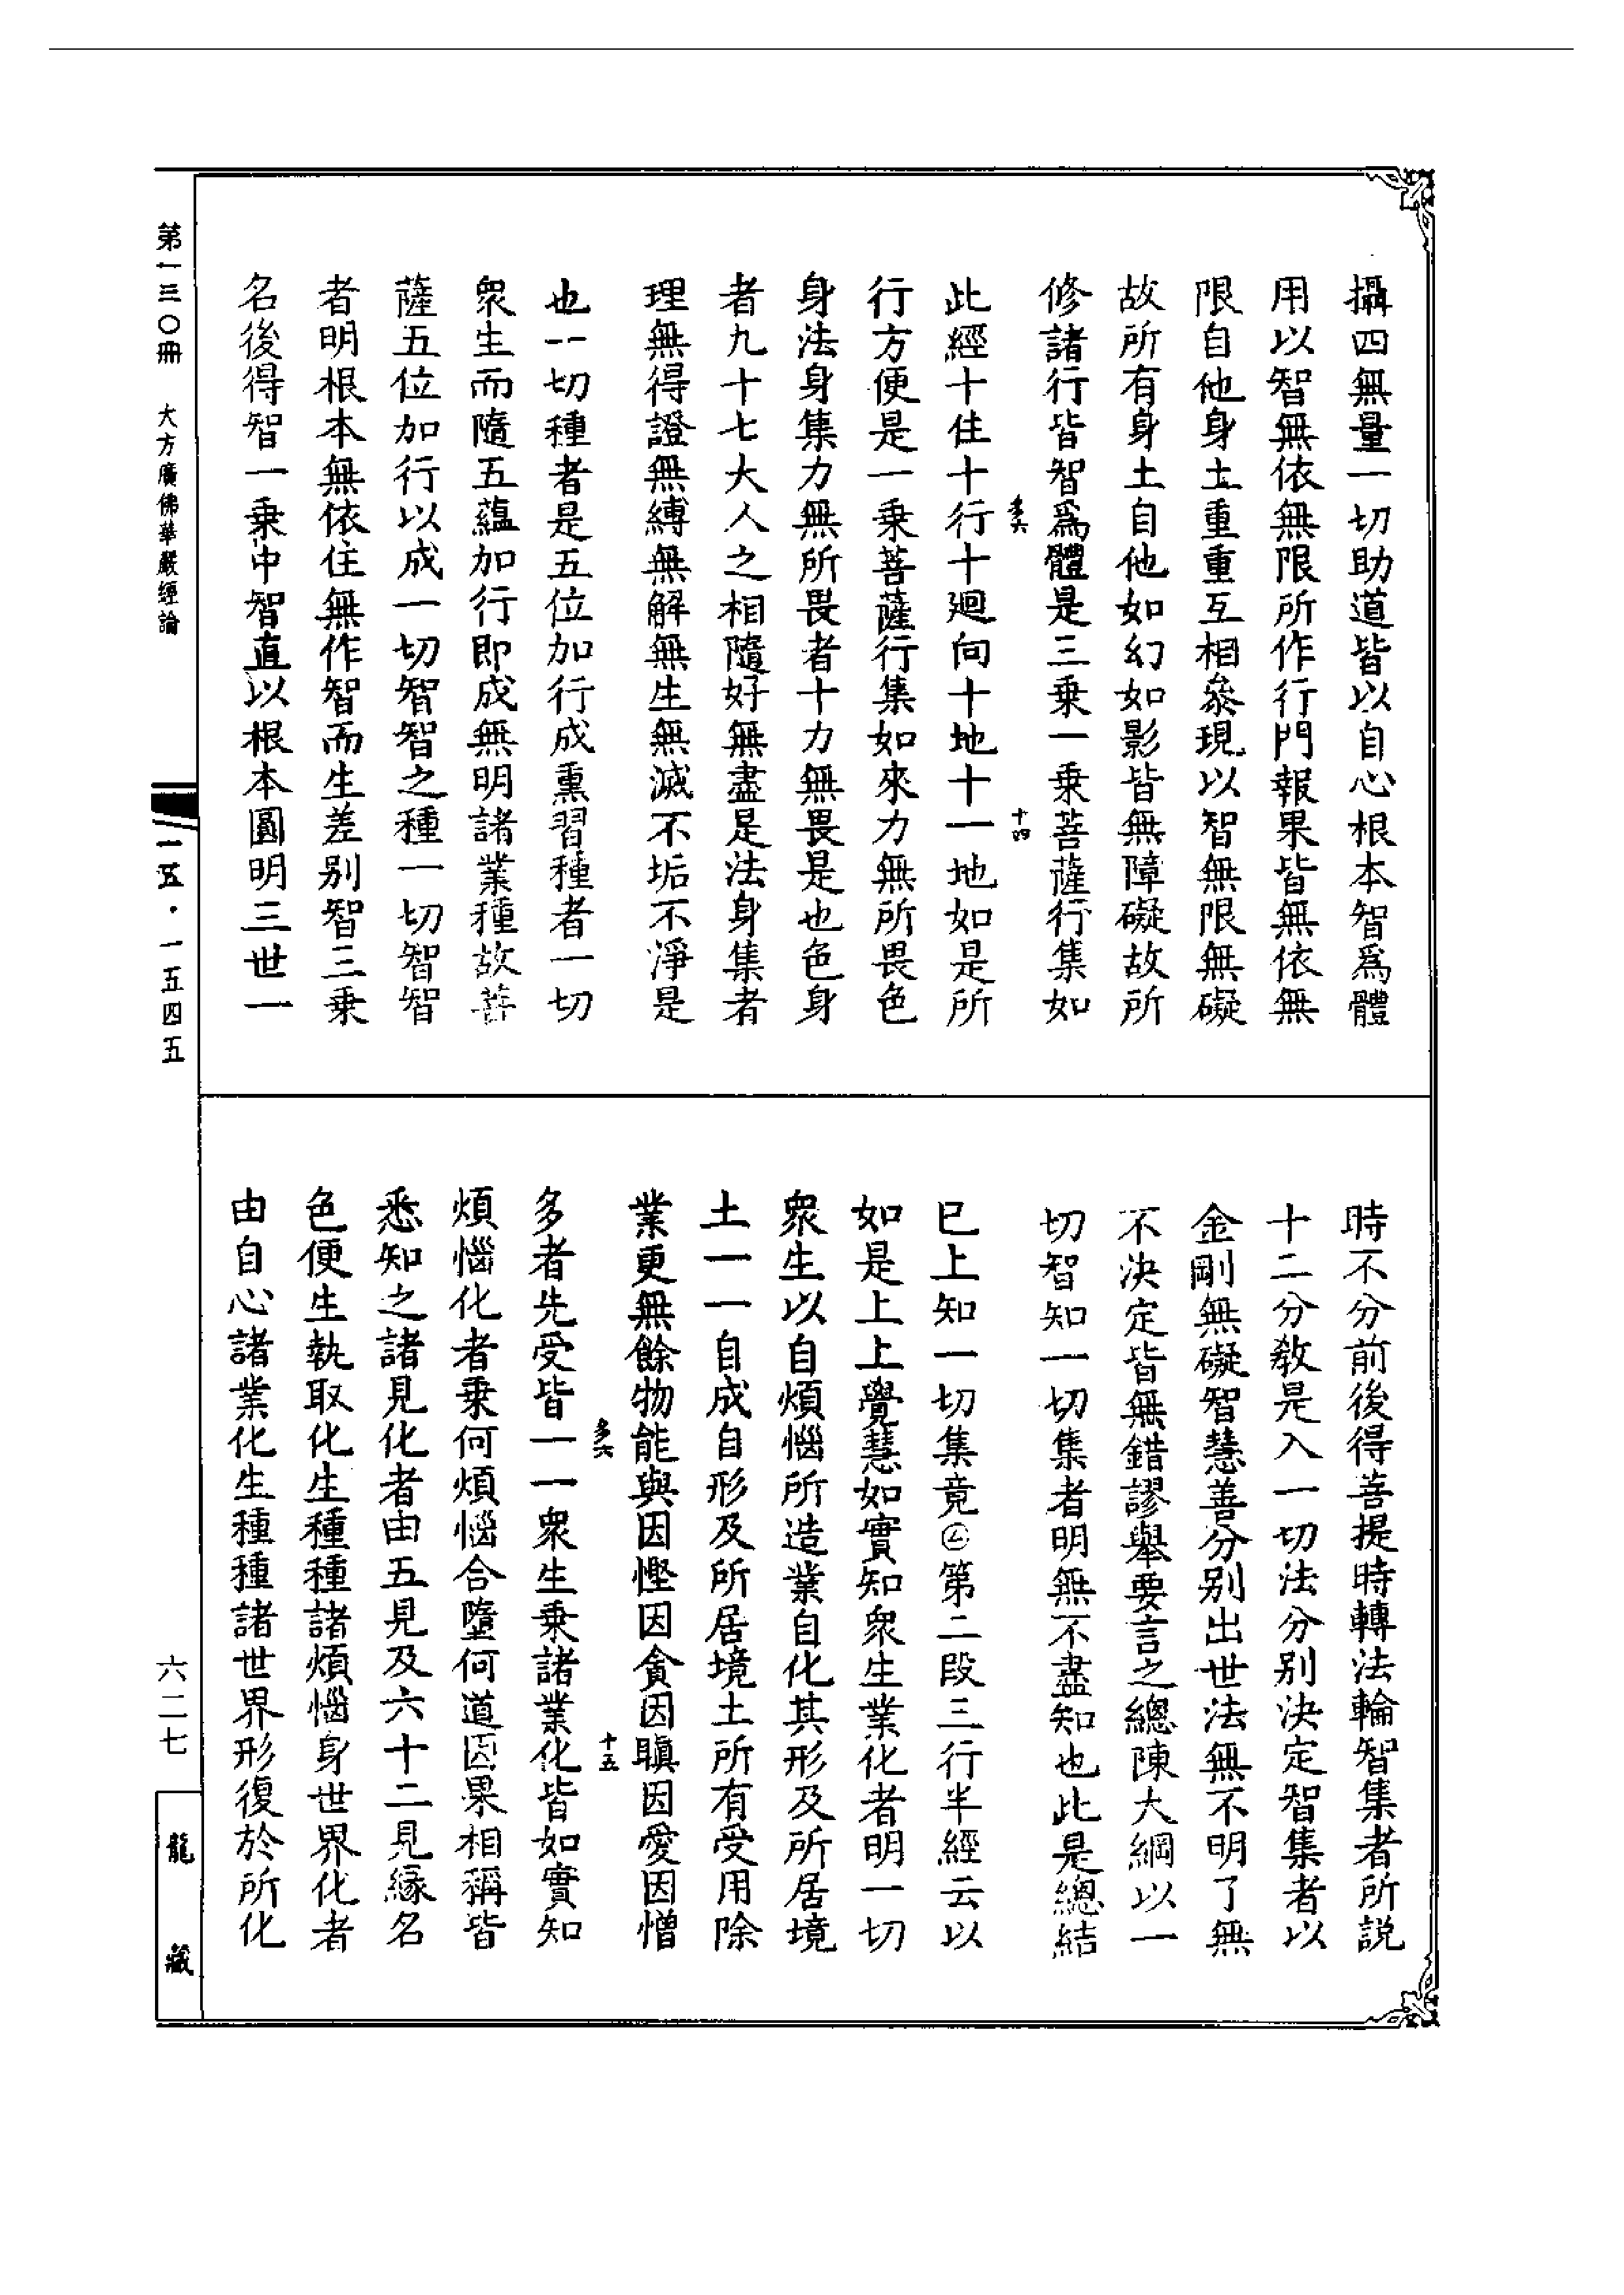 攝四無量一切助道皆以自心根本智爲體
用以智無依無限所作行門報果皆無依無
限自他身土重重互相叅現以智無限無礙
故所有身土自他如幻如影皆無障礙故所
修諸行皆智爲體是三乗一乗菩薩行集如
十四
此經十住十行十廻向十地十一地如是所
行方便是一乗菩薩行集如來力無所畏色
身法身集力無所畏者十力無畏是也色身
者九十七大人之相隨好無盡是法身集者
理無得證無縛無解無生無滅不垢不淨是
也一切種者是五位加行成熏習種者一切
衆生而隨五蘊加行即成無明諸業種故菩
薩五位加行以成一切智智之種一切智智
者明根本無依住無作智而生差別智三乗
名後得智一乗中智直以根本圓明三世一
時不分前後得菩提時轉法輪智集者所説
十二分敎是入一切法分別決定智集者以
金剛無礙智慧善分別出世法無不明了無
不決定皆無錯謬舉要言之總陳大綱以一
切智知一切集者明無不盡知也此是總結
已上知一切集竟㊁第二段三行半經云以
如是上上覺慧如實知衆生業化者明一切
衆生以自煩惱所造業自化其形及所居境
土一一自成自形及所居境土所有受用除
業更無餘物能與因慳因貪因瞋因愛因憎
多六
十五
多者先受皆一一衆生乗諸業化皆如實知
煩惱化者乗何煩惱合墮何道因果相稱皆
悉知之諸見化者由五見及六十二見緣名
色便生執取化生種種諸煩惱身世界化者
由自心諸業化生種種諸世界形復於所化
第一三〇冊
大方廣佛華嚴經論
一五·一五四五
六二七
龍藏